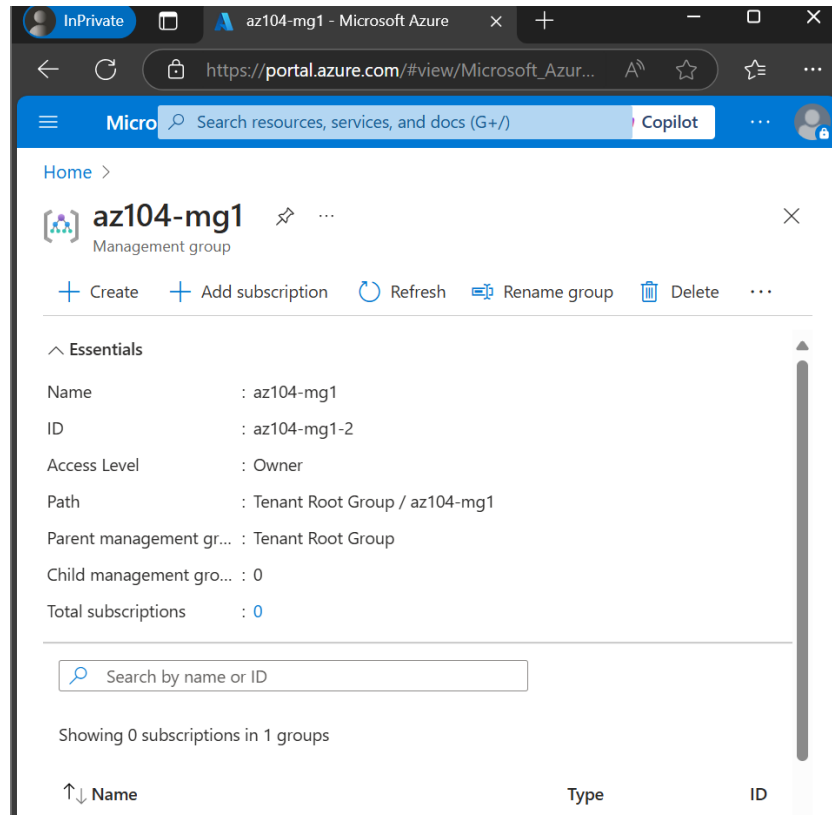 InPrivate az104-mg1 - Microsoft Azure
https://portal.azure.com/#view/Microsoft_Azur...
Micro Search resources, services, and docs (G+/) Copilot ...
Home >
az104-mg1 ...
Management group
+ Create + Add subscription Refresh Rename group Delete ...
Essentials
Name : az104-mg1
ID : az104-mg1-2
Access Level : Owner
Path : Tenant Root Group / az104-mg1
Parent management gr... : Tenant Root Group
Child management gro... : 0
Total subscriptions : 0
Search by name or ID
Showing 0 subscriptions in 1 groups
↑↓ Name Type ID